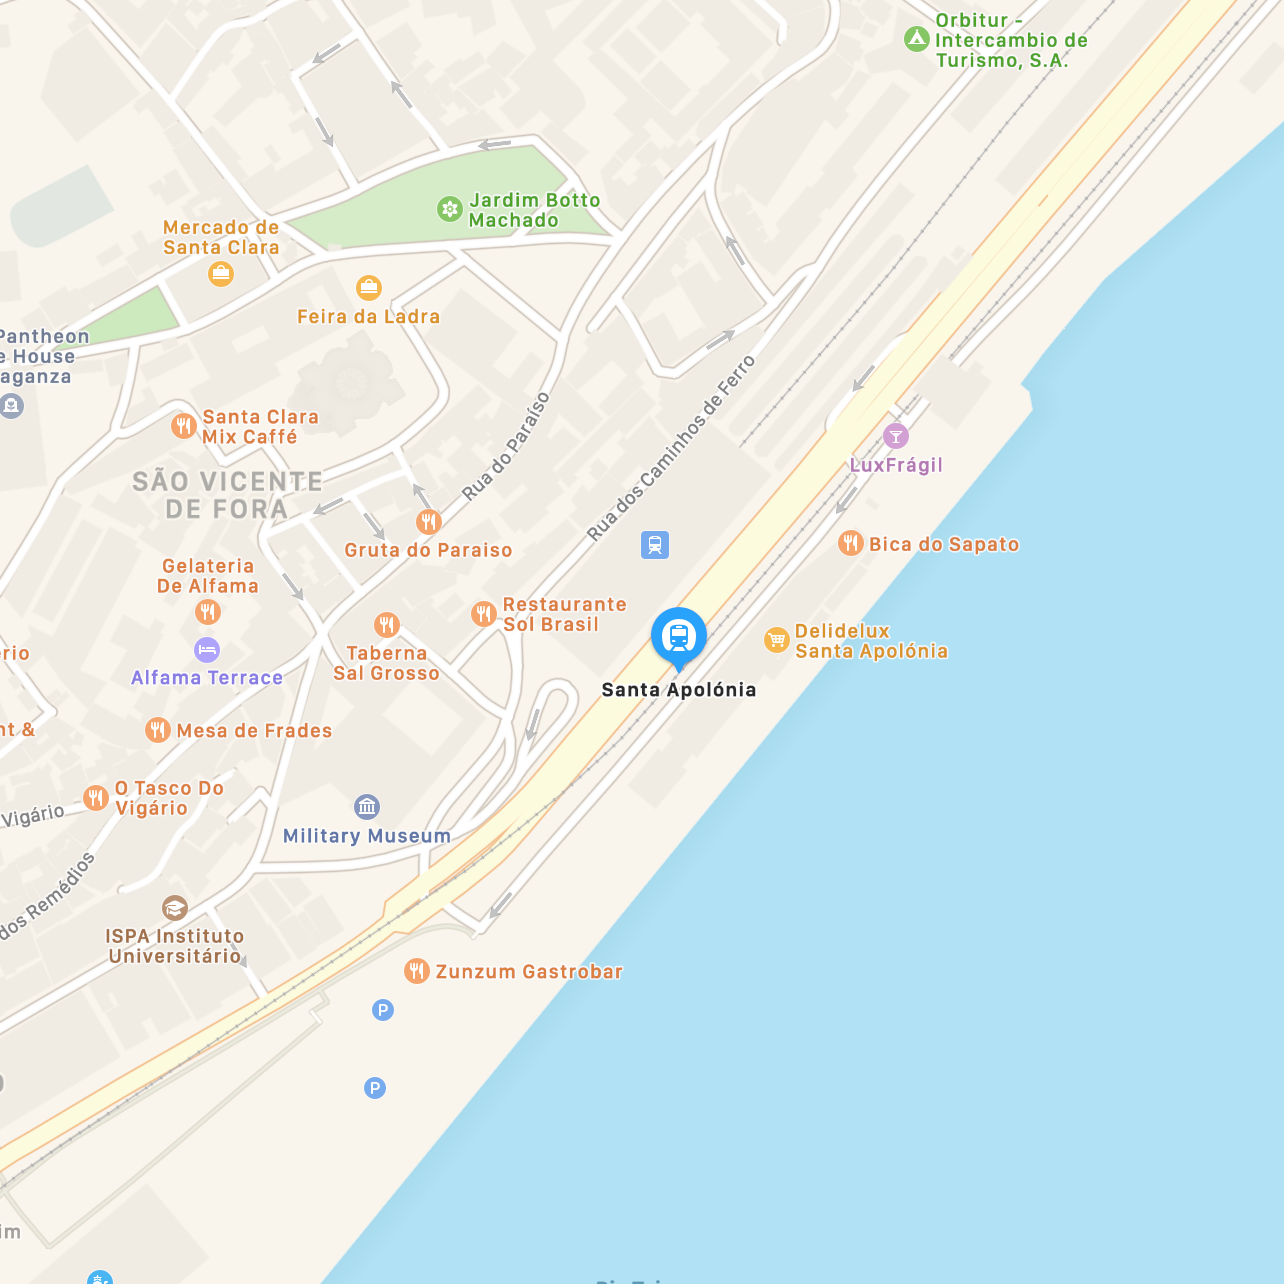 Orbitur -
Intercambio de
Turismo, S.A.
Jardim Botto
Machado
Mercado de
Santa Clara
Feira da Ladra
Pantheon
e House
aganza
Santa Clara
Mix Caffé
SÃO VICENTE
DE FORA
Rua do Paraíso
Rua dos Caminhos de Ferro
LuxFrágil
Gruta do Paraiso
Bica do Sapato
Gelateria
De Alfama
Restaurante
Sol Brasil
Taberna
Sal Grosso
Delidelux
Santa Apolónia
ério
Alfama Terrace
Santa Apolónia
nt &
Mesa de Frades
O Tasco Do
Vigário
Vigário
Military Museum
dos Remédios
ISPA Instituto
Universitário
Zunzum Gastrobar
P
P
im